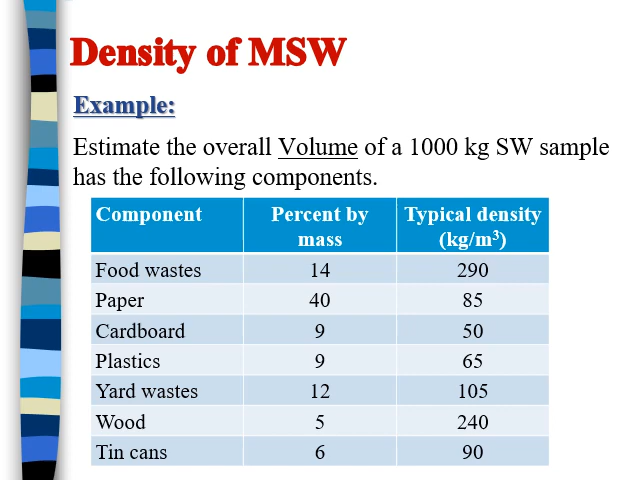 Density of MSW
Example:
Estimate the overall Volume of a 1000 kg SW sample
has the following components.
Component Percent by mass Typical density (kg/m³)
Food wastes 14 290
Paper 40 85
Cardboard 9 50
Plastics 9 65
Yard wastes 12 105
Wood 5 240
Tin cans 6 90